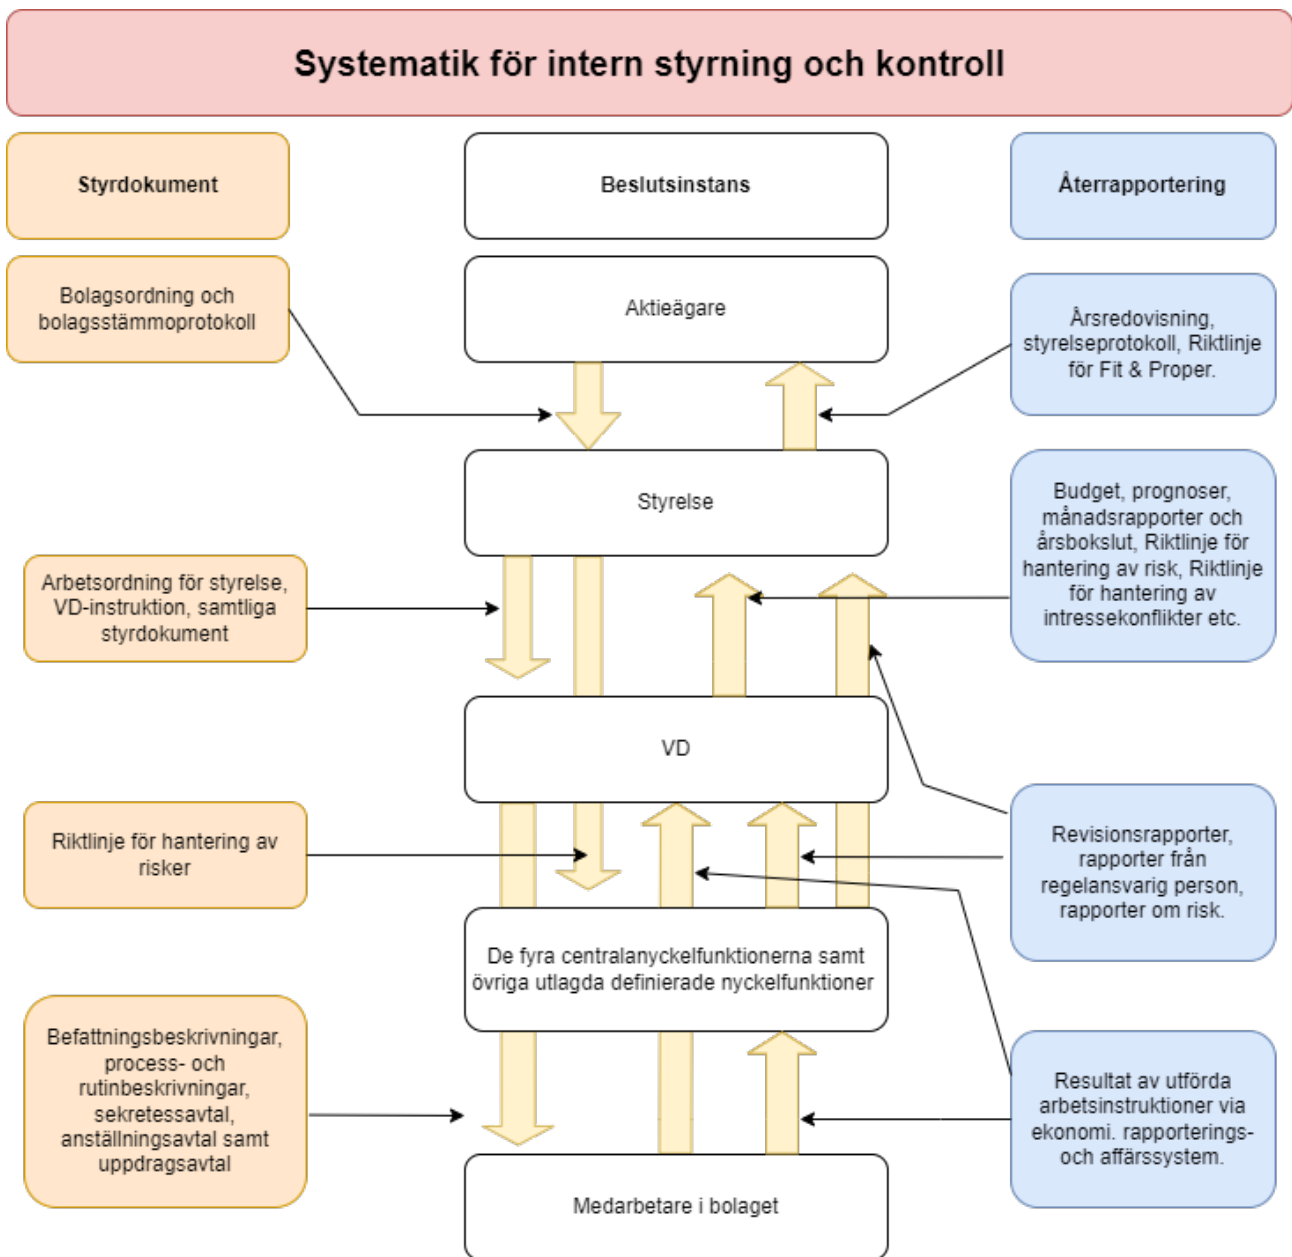 Systematik för intern styrning och kontroll
Styrdokument
Beslutsinstans
Återrapportering
Bolagsordning och
bolagsstämmoprotokoll
Aktieägare
Årsredovisning,
styrelseprotokoll, Riktlinje
för Fit & Proper.
Styrelse
Budget, prognoser,
månadsrapporter och
årsbokslut, Riktlinje för
hantering av risk, Riktlinje
för hantering av
intressekonflikter etc.
Arbetsordning för styrelse,
VD-instruktion, samtliga
styrdokument
VD
Riktlinje för hantering av
risker
Revisionsrapporter,
rapporter från
regelansvarig person,
rapporter om risk.
De fyra centralanyckelfunktionerna samt
övriga utlagda definierade nyckelfunktioner
Befattningsbeskrivningar,
process- och
rutinbeskrivningar,
sekretessavtal,
anställningsavtal samt
uppdragsavtal
Resultat av utförda
arbetsinstruktioner via
ekonomi. rapporterings-
och affärssystem.
Medarbetare i bolaget